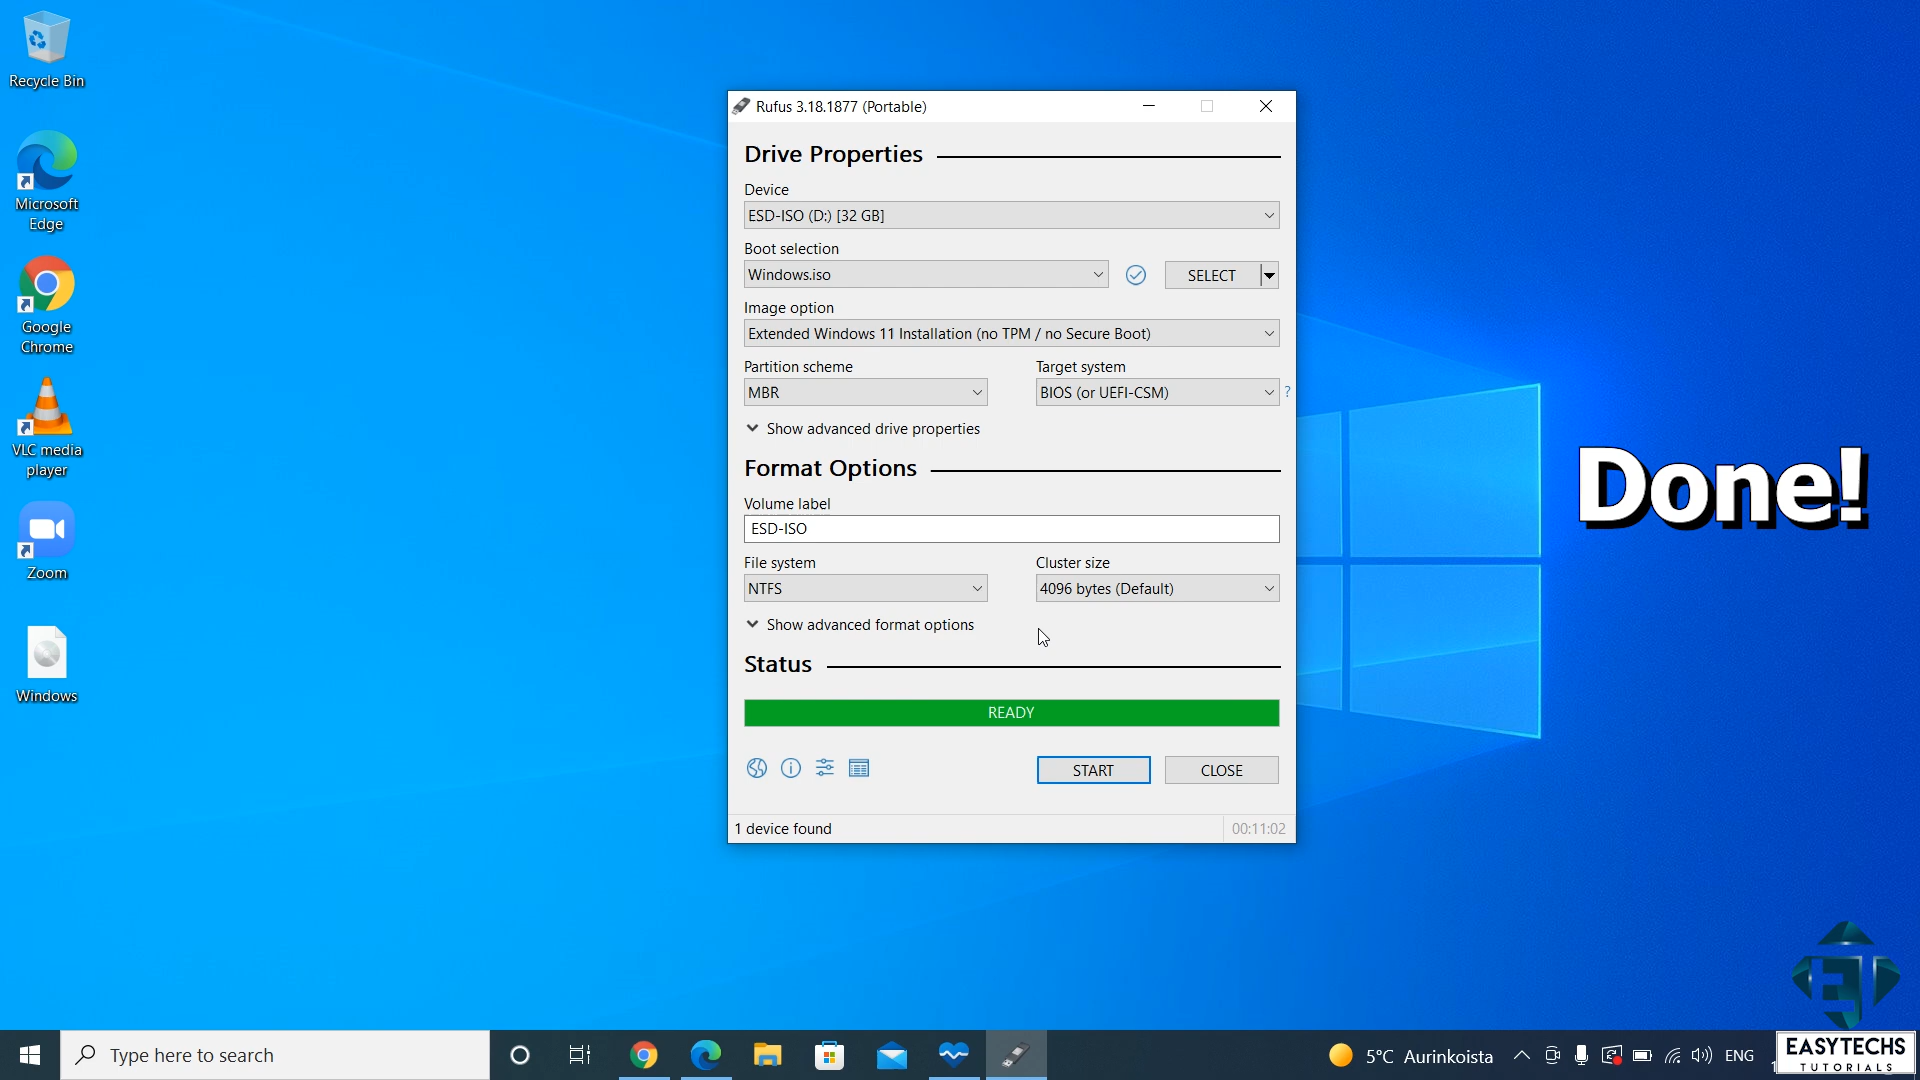 Recycle Bin
Microsoft
Edge
Google
Chrome
VLC media
player
Zoom
Windows
Rufus 3.18.1877 (Portable)
Drive Properties
Device
ESD-ISO (D:) [32 GB]
Boot selection
Windows.iso
SELECT
Image option
Extended Windows 11 Installation (no TPM / no Secure Boot)
Partition scheme
Target system
MBR
BIOS (or UEFI-CSM)
?
Show advanced drive properties
Format Options
Volume label
ESD-ISO
File system
Cluster size
NTFS
4096 bytes (Default)
Show advanced format options
Status
READY
START
CLOSE
1 device found
00:11:02
Done!
Type here to search
5°C Aurinkoista
ENG
EASYTECHS
TUTORIALS